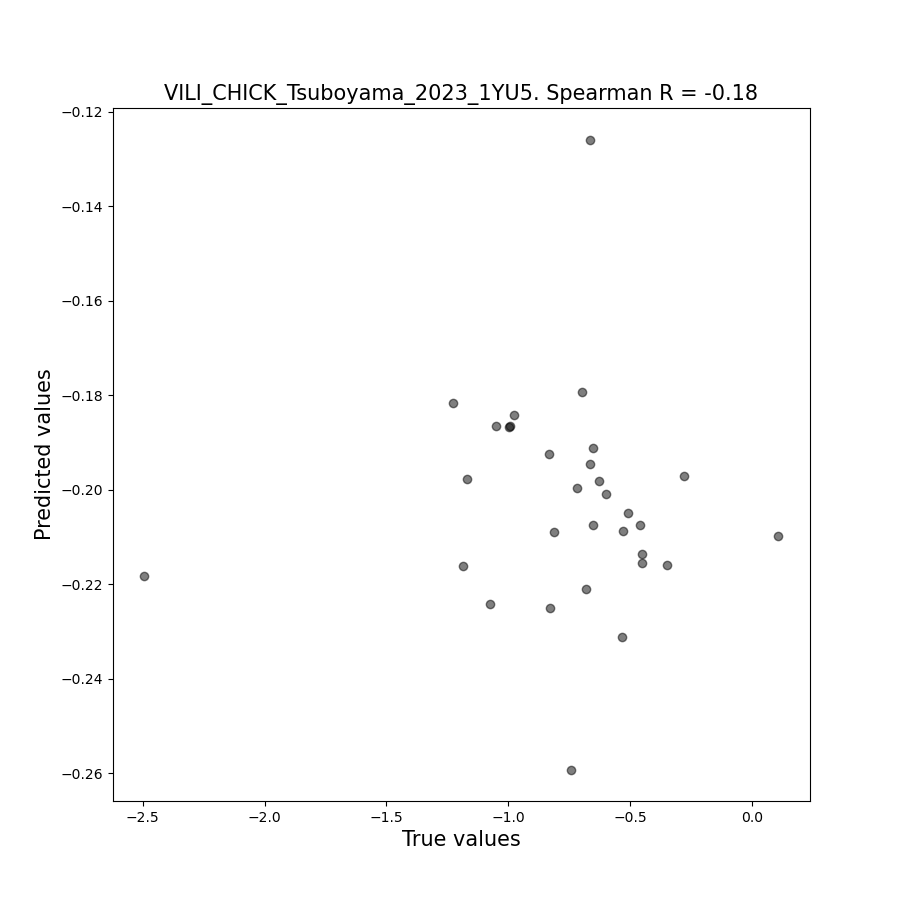 VILI_CHICK_Tsuboyama_2023_1YU5. Spearman R = -0.18
−0.12
−0.14
−0.16
−0.18
−0.20
−0.22
−0.24
−0.26
Predicted values
−2.5 −2.0 −1.5 −1.0 −0.5 0.0
True values